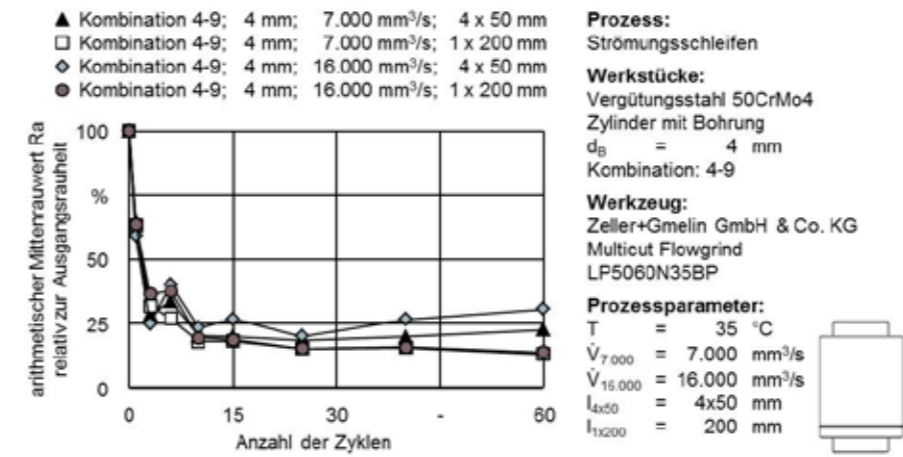 ▲ Kombination 4-9; 4 mm; 7.000 mm³/s; 4 x 50 mm
□ Kombination 4-9; 4 mm; 7.000 mm³/s; 1 x 200 mm
◆ Kombination 4-9; 4 mm; 16.000 mm³/s; 4 x 50 mm
● Kombination 4-9; 4 mm; 16.000 mm³/s; 1 x 200 mm
arithmetischer Mittenrauwert Ra
relativ zur Ausgangsrauheit
100
%
50
25
0
0 15 30 - 60
Anzahl der Zyklen
Prozess:
Strömungsschleifen
Werkstücke:
Vergütungsstahl 50CrMo4
Zylinder mit Bohrung
d_B = 4 mm
Kombination: 4-9
Werkzeug:
Zeller+Gmelin GmbH & Co. KG
Multicut Flowgrind
LP5060N35BP
Prozessparameter:
T = 35 °C
V̇_7.000 = 7.000 mm³/s
V̇_16.000 = 16.000 mm³/s
l_4x50 = 4x50 mm
l_1x200 = 200 mm